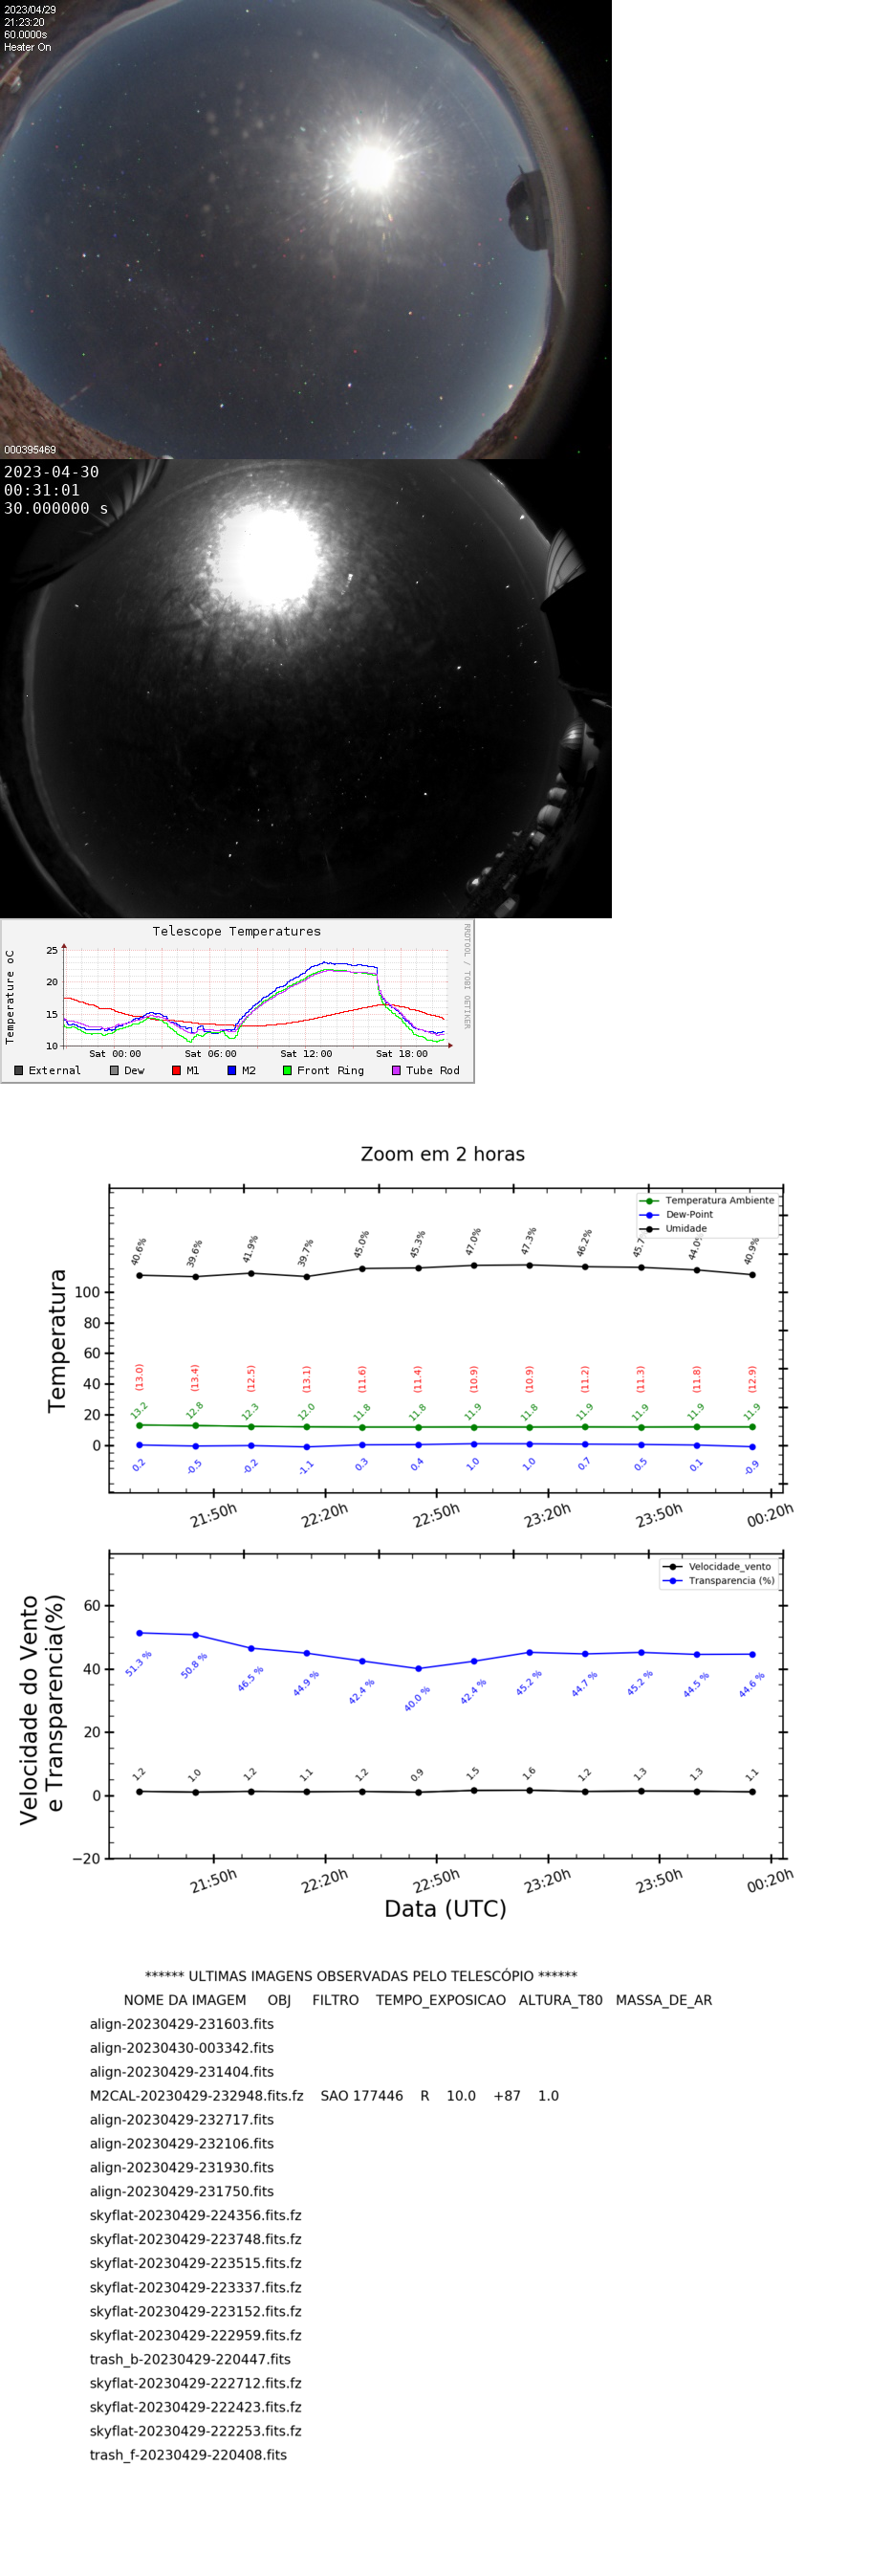 2023/04/29
21:23:20
60.0000s
Heater On
000395469
2023-04-30
00:31:01
30.000000 s
Telescope Temperatures
RRDTOOL / TOBI OETIKER
Temperature oC
25
20
15
10
Sat 00:00 Sat 06:00 Sat 12:00 Sat 18:00
External Dew M1 M2 Front Ring Tube Rod
Zoom em 2 horas
Temperatura Ambiente
Dew-Point
Umidade
Temperatura
100
80
60
40
20
0
40.6% 39.6% 41.9% 39.7% 45.0% 45.3% 47.0% 47.3% 46.2% 45.7 44.0% 40.9%
(13.0) (13.4) (12.5) (13.1) (11.6) (11.4) (10.9) (10.9) (11.2) (11.3) (11.8) (12.9)
13.2 12.8 12.3 12.0 11.8 11.8 11.9 11.8 11.9 11.9 11.9 11.9
0.2 -0.5 -0.2 -1.1 0.3 0.4 1.0 1.0 0.7 0.5 0.1 -0.9
21:50h 22:20h 22:50h 23:20h 23:50h 00:20h
Velocidade_vento
Transparencia (%)
Velocidade do Vento
e Transparencia(%)
60
40
20
0
−20
51.3 % 50.8 % 46.5 % 44.9 % 42.4 % 40.0 % 42.4 % 45.2 % 44.7 % 45.2 % 44.5 % 44.6 %
1.2 1.0 1.2 1.1 1.2 0.9 1.5 1.6 1.2 1.3 1.3 1.1
21:50h 22:20h 22:50h 23:20h 23:50h 00:20h
Data (UTC)
****** ULTIMAS IMAGENS OBSERVADAS PELO TELESCÓPIO ******
NOME DA IMAGEM OBJ FILTRO TEMPO_EXPOSICAO ALTURA_T80 MASSA_DE_AR
align-20230429-231603.fits
align-20230430-003342.fits
align-20230429-231404.fits
M2CAL-20230429-232948.fits.fz SAO 177446 R 10.0 +87 1.0
align-20230429-232717.fits
align-20230429-232106.fits
align-20230429-231930.fits
align-20230429-231750.fits
skyflat-20230429-224356.fits.fz
skyflat-20230429-223748.fits.fz
skyflat-20230429-223515.fits.fz
skyflat-20230429-223337.fits.fz
skyflat-20230429-223152.fits.fz
skyflat-20230429-222959.fits.fz
trash_b-20230429-220447.fits
skyflat-20230429-222712.fits.fz
skyflat-20230429-222423.fits.fz
skyflat-20230429-222253.fits.fz
trash_f-20230429-220408.fits